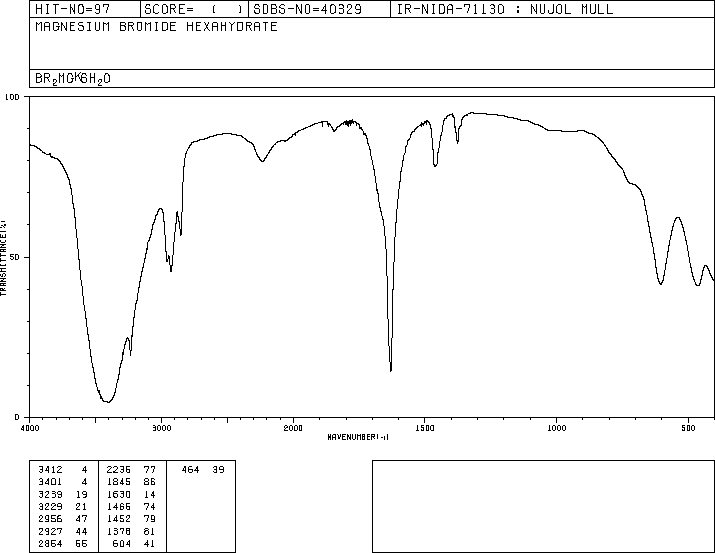 HIT-NO=97 SCORE= ( ) SDBS-NO=40329 IR-NIDA-71130 : NUJOL MULL
MAGNESIUM BROMIDE HEXAHYDRATE
BR2MG 6H2O
100
50
0
TRANSMITTANCE(%)
4000 3000 2000 1500 1000 500
WAVENUMBER(-1)
3412 4 2236 77 464 39
3401 4 1845 86
3239 19 1630 14
3229 21 1466 74
2956 47 1452 79
2927 44 1378 81
2854 55 604 41